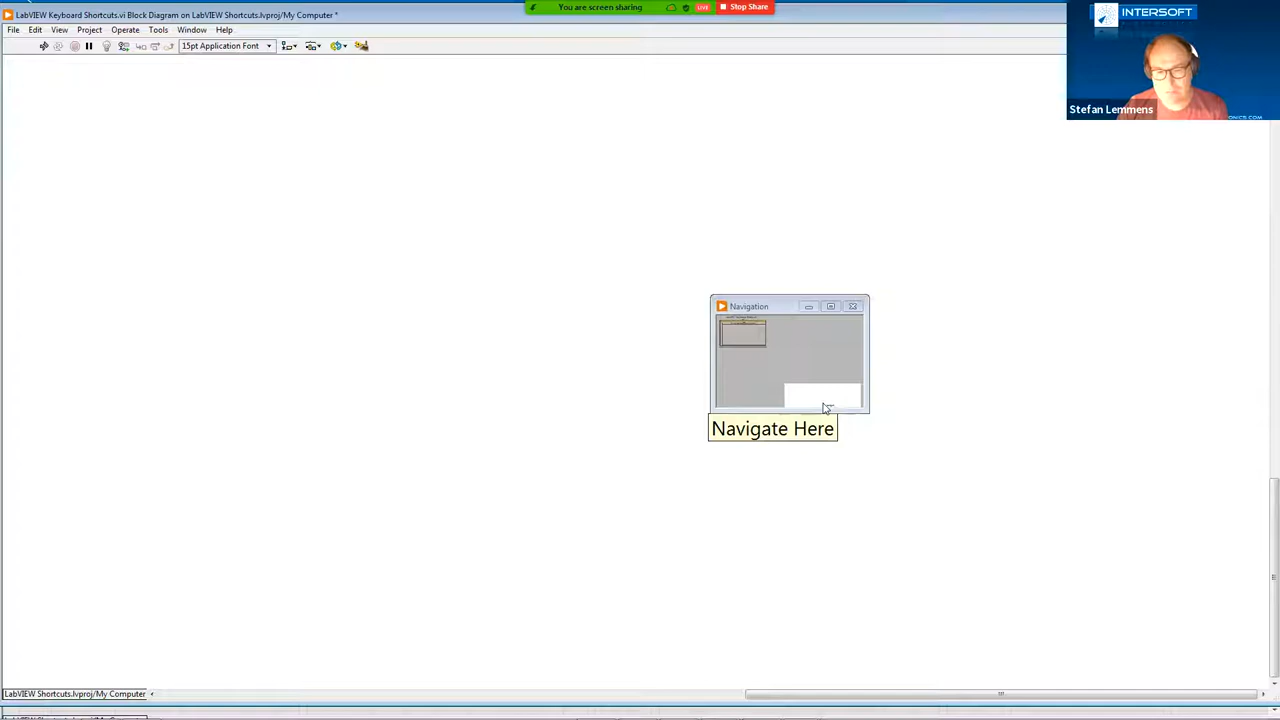 LabVIEW Keyboard Shortcuts.vi Block Diagram on LabVIEW Shortcuts.lvproj/My Computer *
You are screen sharing
LIVE
Stop Share
File Edit View Project Operate Tools Window Help
15pt Application Font
INTERSOFT
Stefan Lemmens
Navigation
Navigate Here
LabVIEW Shortcuts.lvproj/My Computer